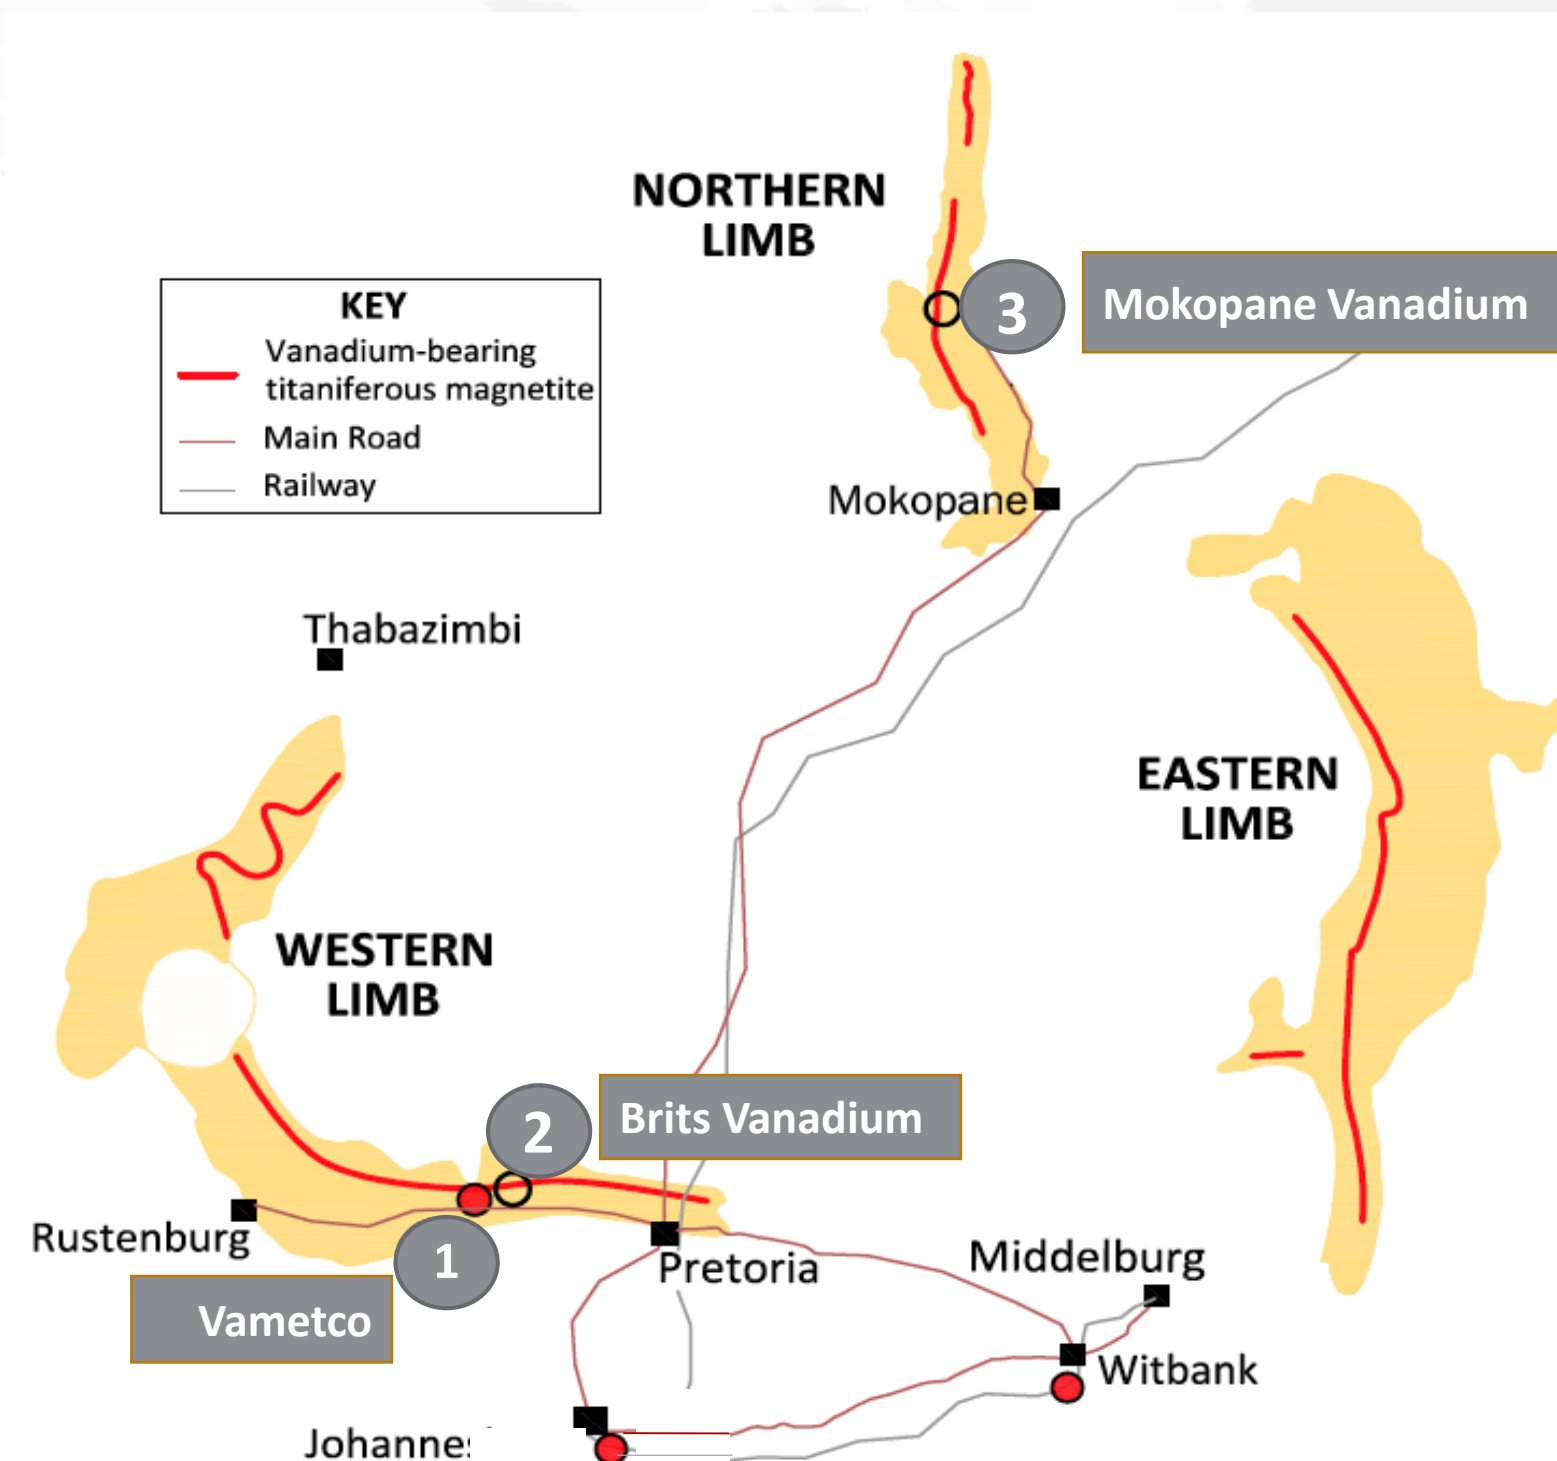 NORTHERN
LIMB
3
Mokopane Vanadium
KEY
Vanadium-bearing
titaniferous magnetite
Main Road
Railway
Mokopane
Thabazimbi
EASTERN
LIMB
WESTERN
LIMB
2
Brits Vanadium
Rustenburg
1
Pretoria
Middelburg
Vametco
Witbank